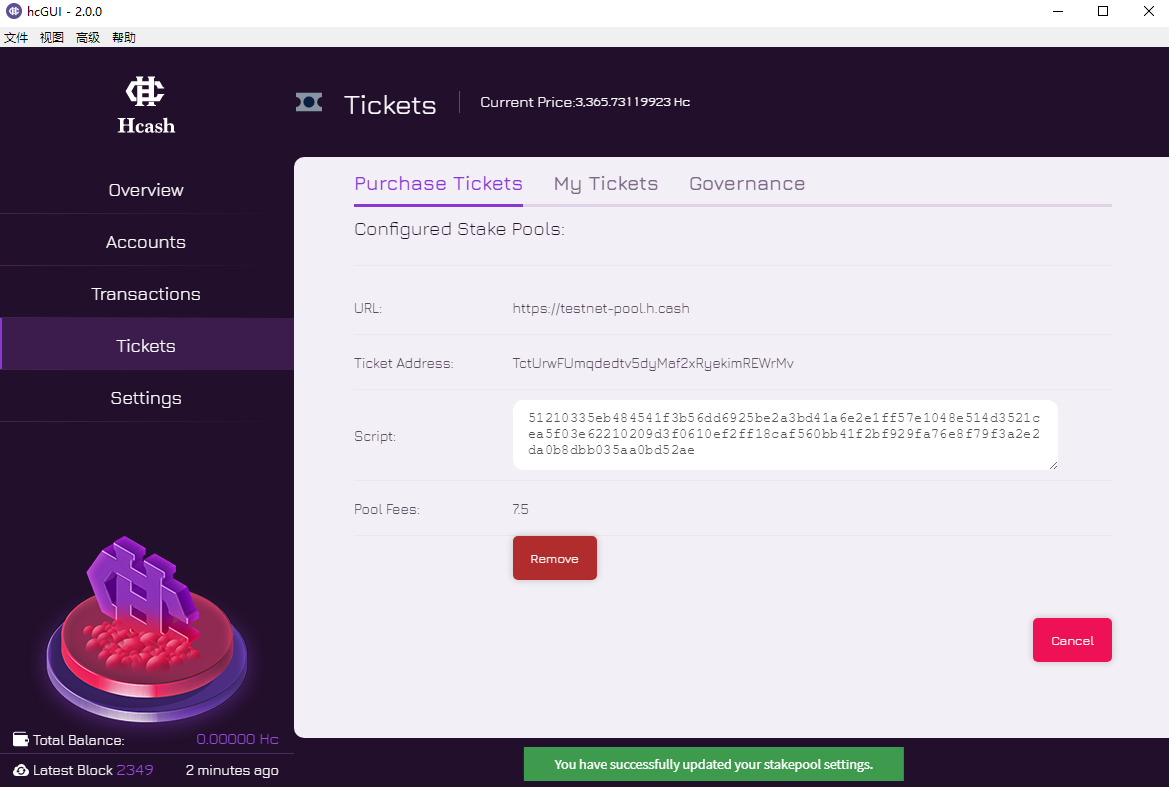 hcGUI - 2.0.0
文件 视图 高级 帮助
Hcash
Tickets
Current Price:3,365.73119923 Hc
Overview
Accounts
Transactions
Tickets
Settings
Purchase Tickets My Tickets Governance
Configured Stake Pools:
URL: https://testnet-pool.h.cash
Ticket Address: TctUrwFUmqdedtv5dyMaf2xRyekimREWrMv
Script:
51210335eb484541f3b56dd6925be2a3bd41a6e2e1ff57e1048e514d3521c
ea5f03e62210209d3f0610ef2ff18caf560bb41f2bf929fa76e8f79f3a2e2
da0b8dbb035aa0bd52ae
Pool Fees: 7.5
Remove
Cancel
Total Balance: 0.00000 Hc
Latest Block 2349 2 minutes ago
You have successfully updated your stakepool settings.